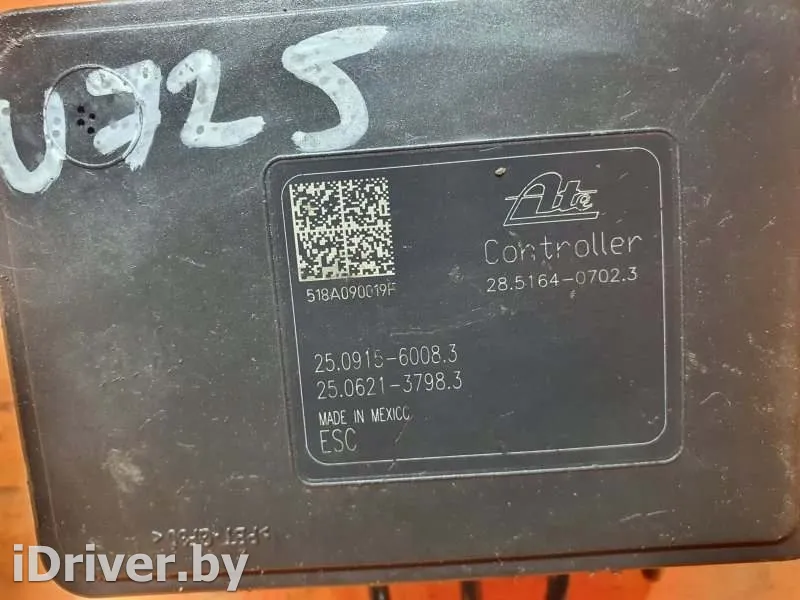 U725
Ate
Controller
28.5164-0702.3
518A090019F
25.0915-6008.3
25.0621-3798.3
MADE IN MEXICO
ESC
iDriver.by